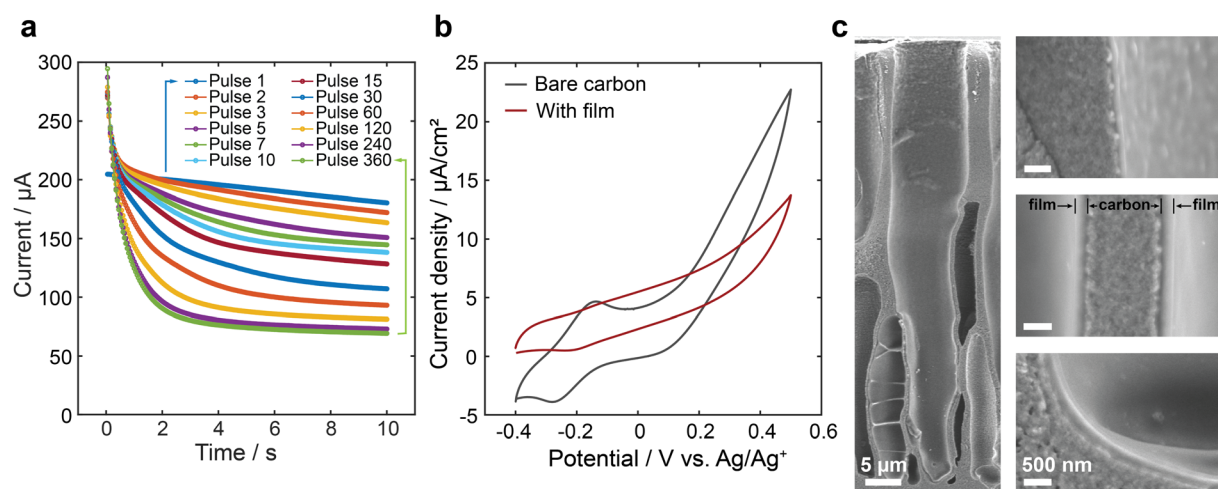 a
300
250
200
150
100
50
0
Current / μA
0
2
4
6
8
10
Time / s
Pulse 1
Pulse 2
Pulse 3
Pulse 5
Pulse 7
Pulse 10
Pulse 15
Pulse 30
Pulse 60
Pulse 120
Pulse 240
Pulse 360
b
25
20
15
10
5
0
-5
Current density / μA/cm²
-0.4
-0.2
0
0.2
0.4
0.6
Potential / V vs. Ag/Ag⁺
Bare carbon
With film
c
5 μm
film
carbon
film
500 nm